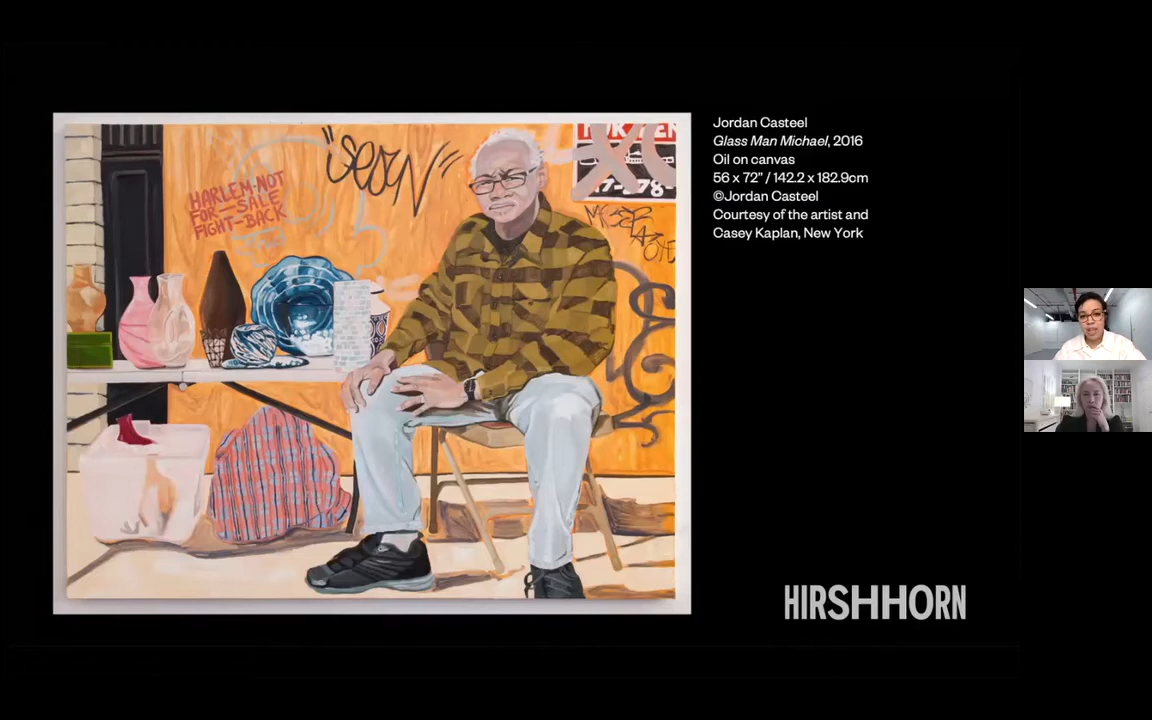 Jordan Casteel
Glass Man Michael, 2016
Oil on canvas
56 x 72" / 142.2 x 182.9cm
©Jordan Casteel
Courtesy of the artist and
Casey Kaplan, New York
HARLEM-NOT
FOR-SALE
FIGHT-BACK
HIRSHHORN